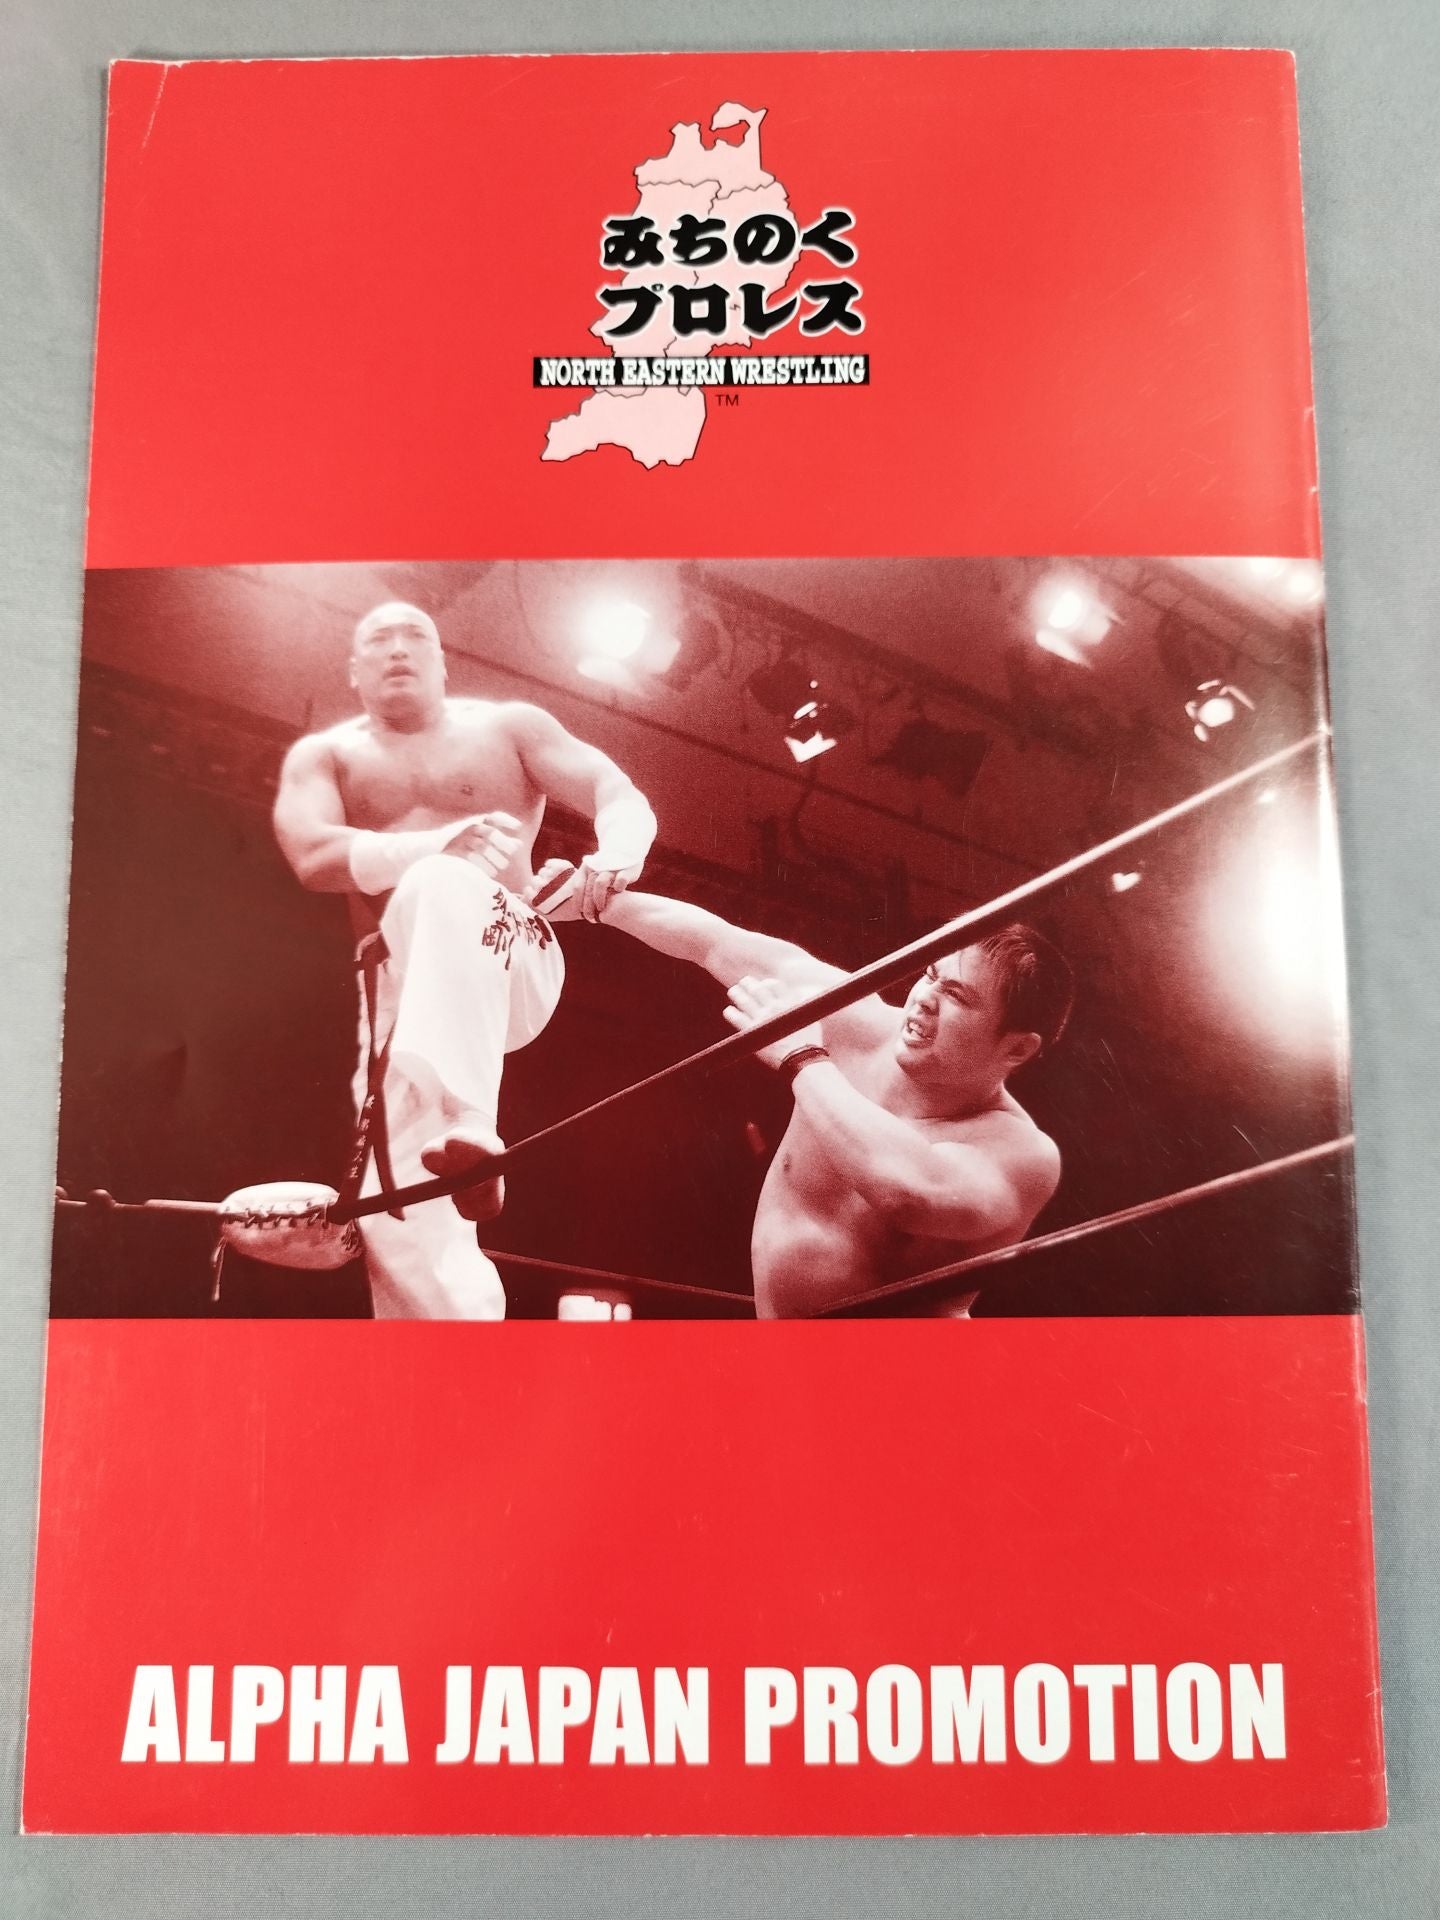 みちのく
プロレス
NORTH EASTERN WRESTLING
TM
ALPHA JAPAN PROMOTION